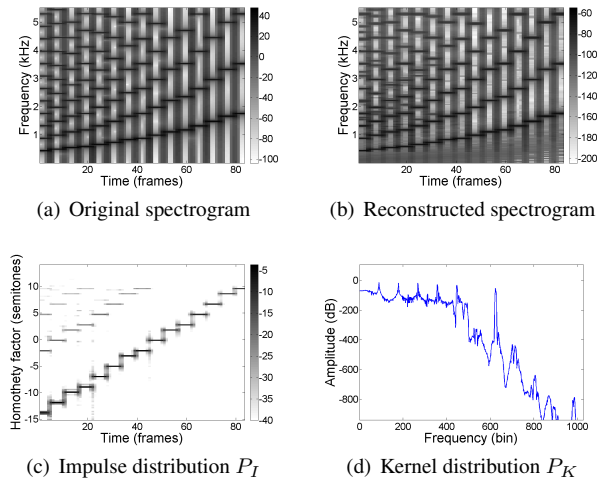 5
4
3
2
1
Frequency (kHz)
20 40 60 80
Time (frames)
40
20
0
-20
-40
-60
-80
-100
(a) Original spectrogram
5
4
3
2
1
Frequency (kHz)
20 40 60 80
Time (frames)
-60
-80
-100
-120
-140
-160
-180
-200
(b) Reconstructed spectrogram
10
5
0
-5
-10
-15
Homothety factor (semitones)
0 20 40 60 80
Time (frames)
-5
-10
-15
-20
-25
-30
-35
-40
(c) Impulse distribution P_I
0
-200
-400
-600
-800
Amplitude (dB)
0 200 400 600 800 1000
Frequency (bin)
(d) Kernel distribution P_K